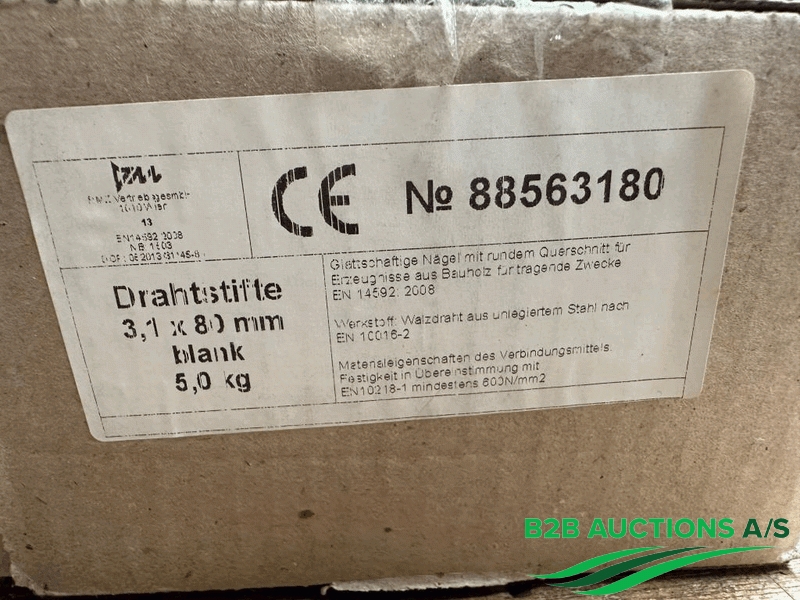 CE
№ 88563180
13
EN14592:2008
Drahtstifte
3,1 x 80 mm
blank
5,0 kg
Glattschaftige Nägel mit rundem Querschnitt für
Erzeugnisse aus Bauholz für tragende Zwecke
EN 14592: 2008
Werkstoff: Walzdraht aus unlegiertem Stahl nach
EN 10016-2
Materialeigenschaften des Verbindungsmittels.
Festigkeit in Übereinstimmung mit
EN10218-1 mindestens 600N/mm2
B2B AUCTIONS A/S